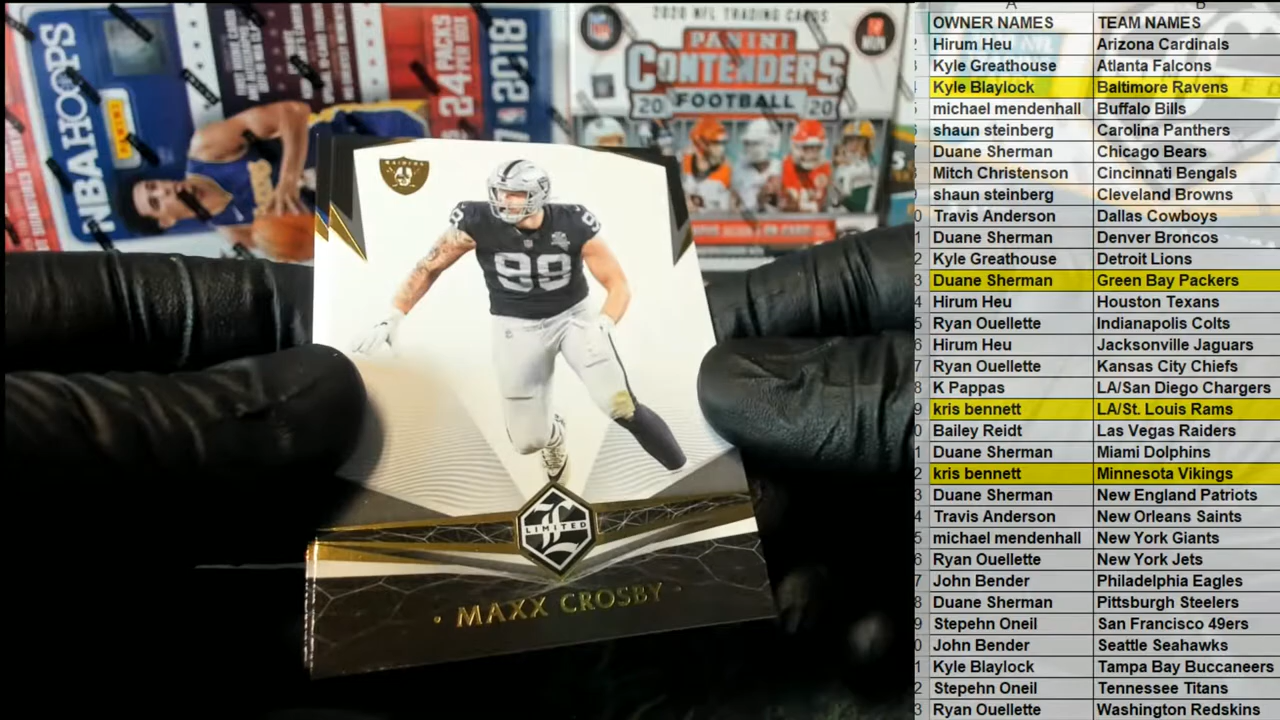 NBA HOOPS
PANINI
24 PACKS
PER BOX
2017 2018
2020 NFL TRADING CARDS
PANINI
CONTENDERS
20 FOOTBALL 20
RAIDERS
98
LIMITED
· MAXX CROSBY ·
A B
OWNER NAMES TEAM NAMES
Hirum Heu Arizona Cardinals
Kyle Greathouse Atlanta Falcons
Kyle Blaylock Baltimore Ravens
michael mendenhall Buffalo Bills
shaun steinberg Carolina Panthers
Duane Sherman Chicago Bears
Mitch Christenson Cincinnati Bengals
shaun steinberg Cleveland Browns
Travis Anderson Dallas Cowboys
Duane Sherman Denver Broncos
Kyle Greathouse Detroit Lions
Duane Sherman Green Bay Packers
Hirum Heu Houston Texans
Ryan Ouellette Indianapolis Colts
Hirum Heu Jacksonville Jaguars
Ryan Ouellette Kansas City Chiefs
K Pappas LA/San Diego Chargers
kris bennett LA/St. Louis Rams
Bailey Reidt Las Vegas Raiders
Duane Sherman Miami Dolphins
kris bennett Minnesota Vikings
Duane Sherman New England Patriots
Travis Anderson New Orleans Saints
michael mendenhall New York Giants
Ryan Ouellette New York Jets
John Bender Philadelphia Eagles
Duane Sherman Pittsburgh Steelers
Stepehn Oneil San Francisco 49ers
John Bender Seattle Seahawks
Kyle Blaylock Tampa Bay Buccaneers
Stepehn Oneil Tennessee Titans
Ryan Ouellette Washington Redskins